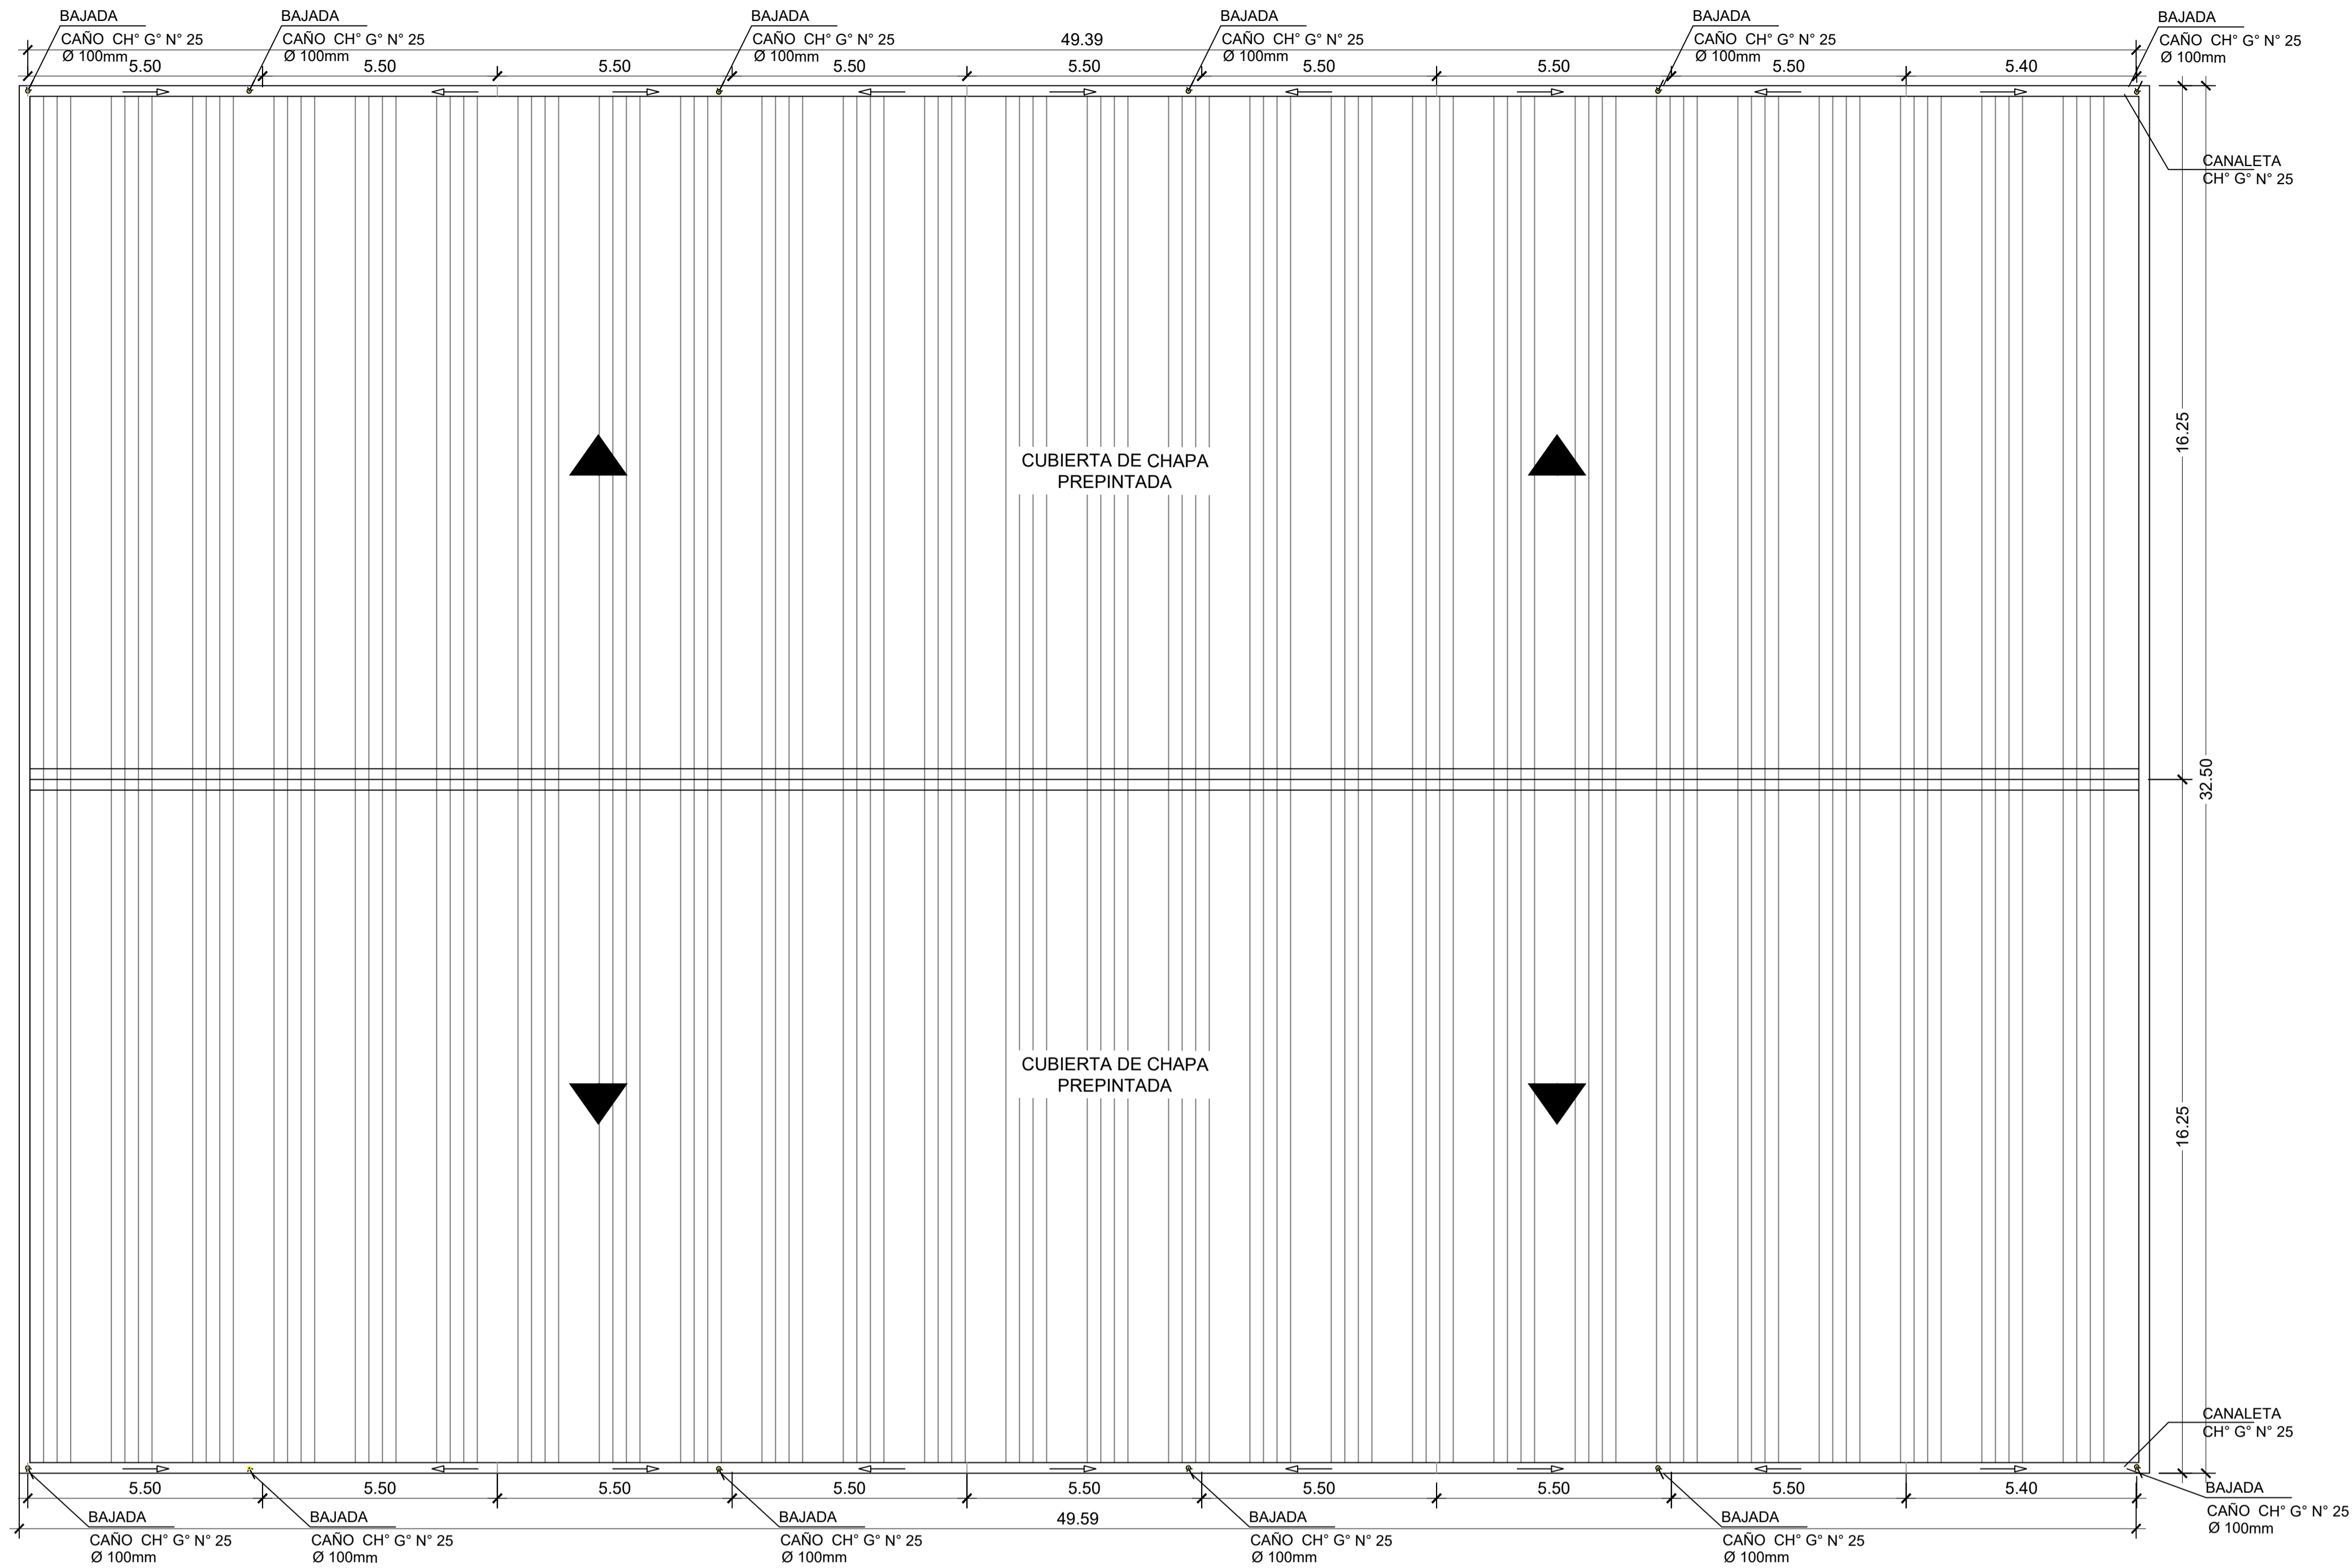 BAJADA
CAÑO CH° G° N° 25
Ø 100mm
BAJADA
CAÑO CH° G° N° 25
Ø 100mm
BAJADA
CAÑO CH° G° N° 25
Ø 100mm
BAJADA
CAÑO CH° G° N° 25
Ø 100mm
BAJADA
CAÑO CH° G° N° 25
Ø 100mm
BAJADA
CAÑO CH° G° N° 25
Ø 100mm
49.39
5.50
5.50
5.50
5.50
5.50
5.50
5.50
5.50
5.40
CANALETA
CH° G° N° 25
16.25
CUBIERTA DE CHAPA
PREPINTADA
32.50
CUBIERTA DE CHAPA
PREPINTADA
16.25
CANALETA
CH° G° N° 25
5.50
5.50
5.50
5.50
5.50
5.50
5.50
5.50
5.40
49.59
BAJADA
CAÑO CH° G° N° 25
Ø 100mm
BAJADA
CAÑO CH° G° N° 25
Ø 100mm
BAJADA
CAÑO CH° G° N° 25
Ø 100mm
BAJADA
CAÑO CH° G° N° 25
Ø 100mm
BAJADA
CAÑO CH° G° N° 25
Ø 100mm
BAJADA
CAÑO CH° G° N° 25
Ø 100mm